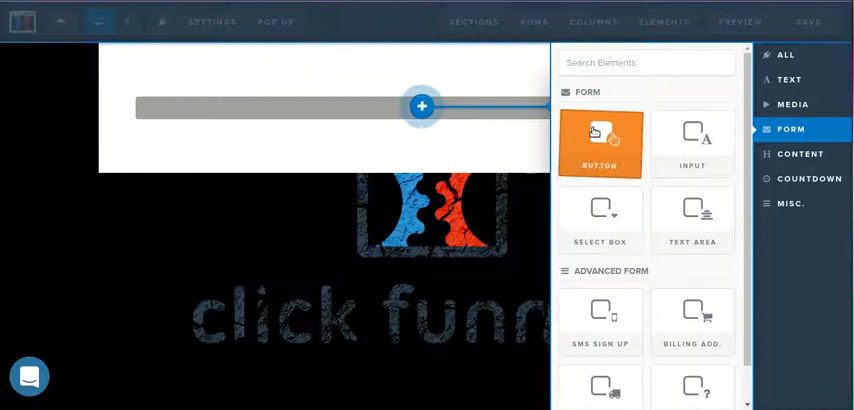 SETTINGS POP UP SECTIONS ROWS COLUMNS ELEMENTS PREVIEW SAVE
Search Elements
FORM
BUTTON INPUT
SELECT BOX TEXT AREA
ADVANCED FORM
SMS SIGN UP BILLING ADD.
ALL
TEXT
MEDIA
FORM
CONTENT
COUNTDOWN
MISC.
click funn